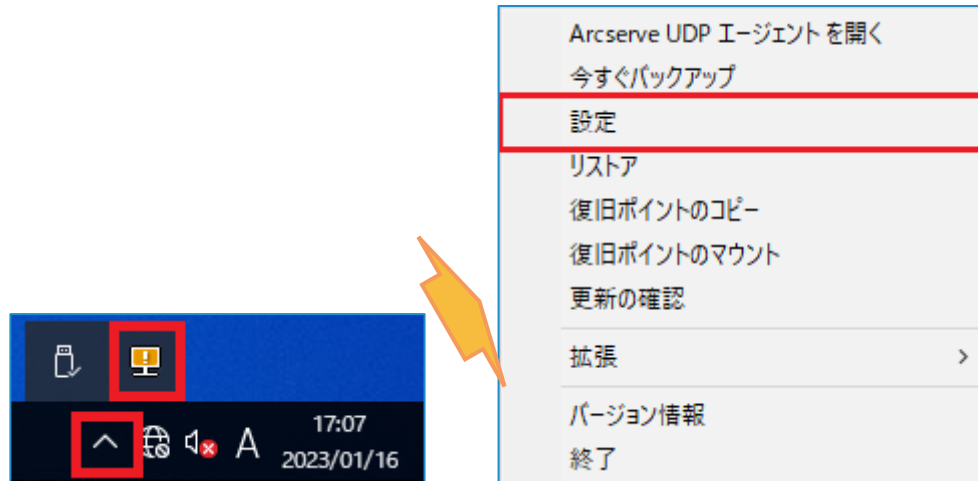 Arcserve UDP エージェント を開く
今すぐバックアップ
設定
リストア
復旧ポイントのコピー
復旧ポイントのマウント
更新の確認
拡張
バージョン情報
終了
A
17:07
2023/01/16